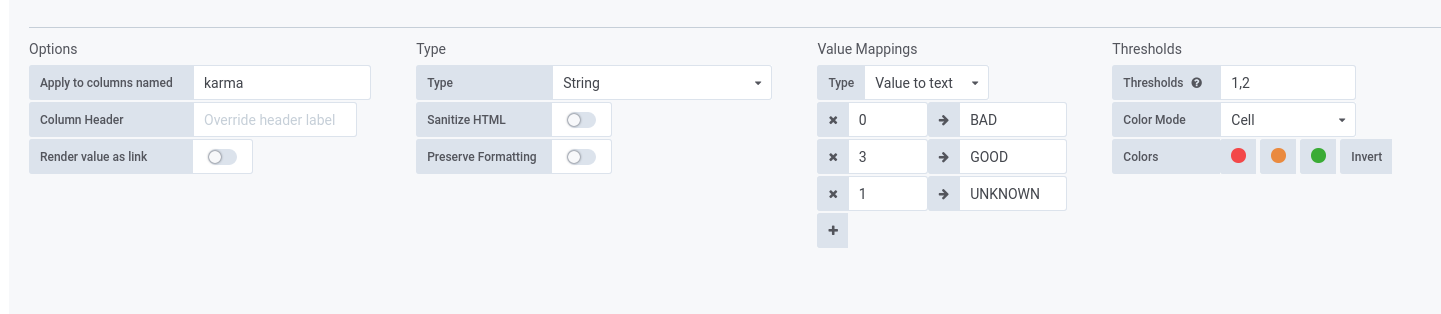 Options
Apply to columns named karma
Column Header Override header label
Render value as link
Type
Type String
Sanitize HTML
Preserve Formatting
Value Mappings
Type Value to text
0 BAD
3 GOOD
1 UNKNOWN
Thresholds
Thresholds 1,2
Color Mode Cell
Colors Invert